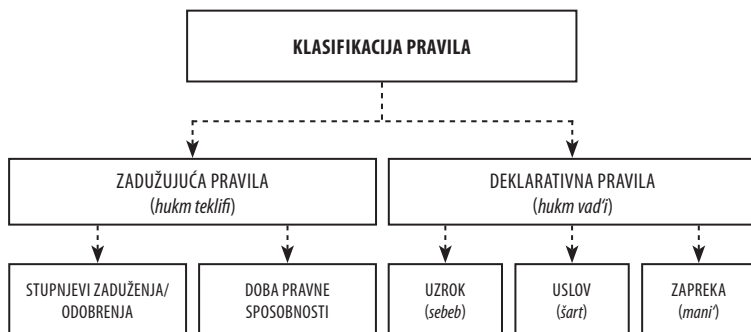 KLASIFIKACIJA PRAVILA
ZADUŽUJUĆA PRAVILA
(hukm teklifi)
DEKLARATIVNA PRAVILA
(hukm vad'i)
STUPNJEVI ZADUŽENJA/
ODOBRENJA
DOBA PRAVNE
SPOSOBNOSTI
UZROK
(sebeb)
USLOV
(šart)
ZAPREKA
(mani')